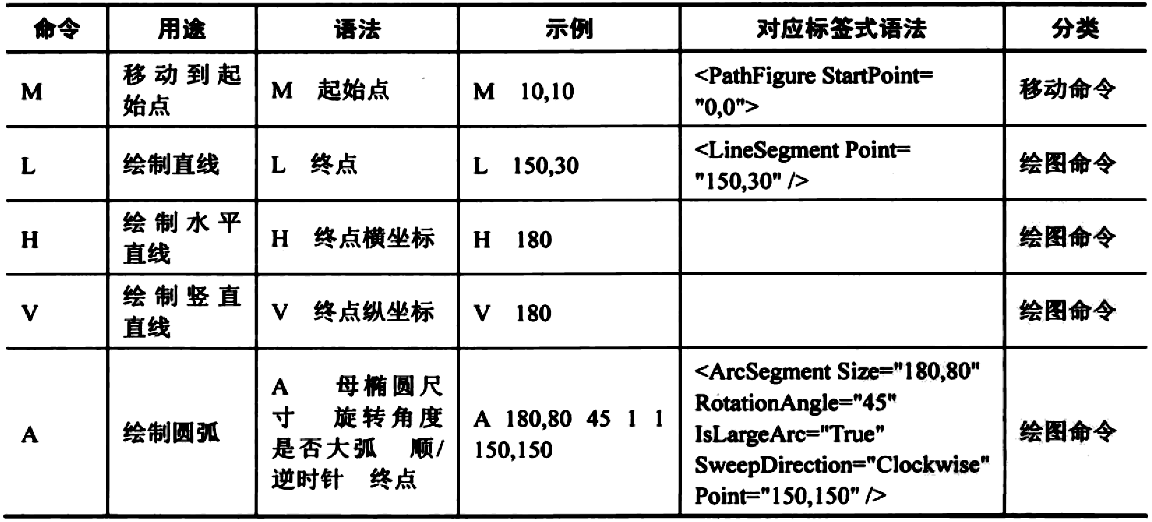 命令 用途 语法 示例 对应标签式语法 分类
M 移动到起始点 M 起始点 M 10,10 <PathFigure StartPoint="0,0"> 移动命令
L 绘制直线 L 终点 L 150,30 <LineSegment Point="150,30" /> 绘图命令
H 绘制水平直线 H 终点横坐标 H 180 绘图命令
V 绘制竖直直线 V 终点纵坐标 V 180 绘图命令
A 绘制圆弧 A 母椭圆尺寸 旋转角度 是否大弧 顺/逆时针 终点 A 180,80 45 1 1 150,150 <ArcSegment Size="180,80" RotationAngle="45" IsLargeArc="True" SweepDirection="Clockwise" Point="150,150" /> 绘图命令